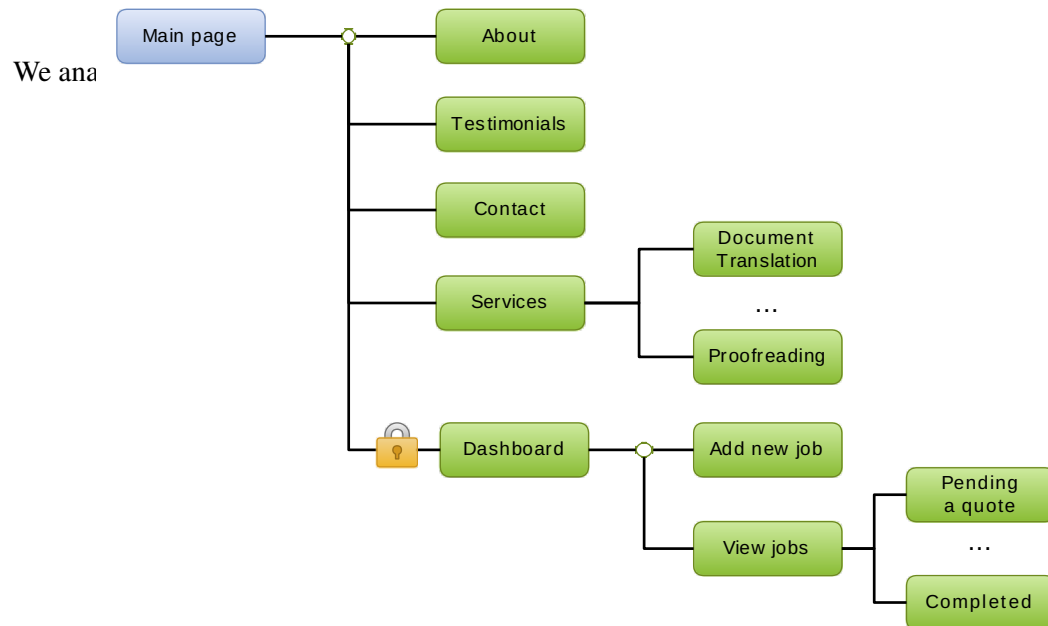 Main page
About
We ana
Testimonials
Contact
Services
Document
Translation
...
Proofreading
Dashboard
Add new job
View jobs
Pending
a quote
...
Completed